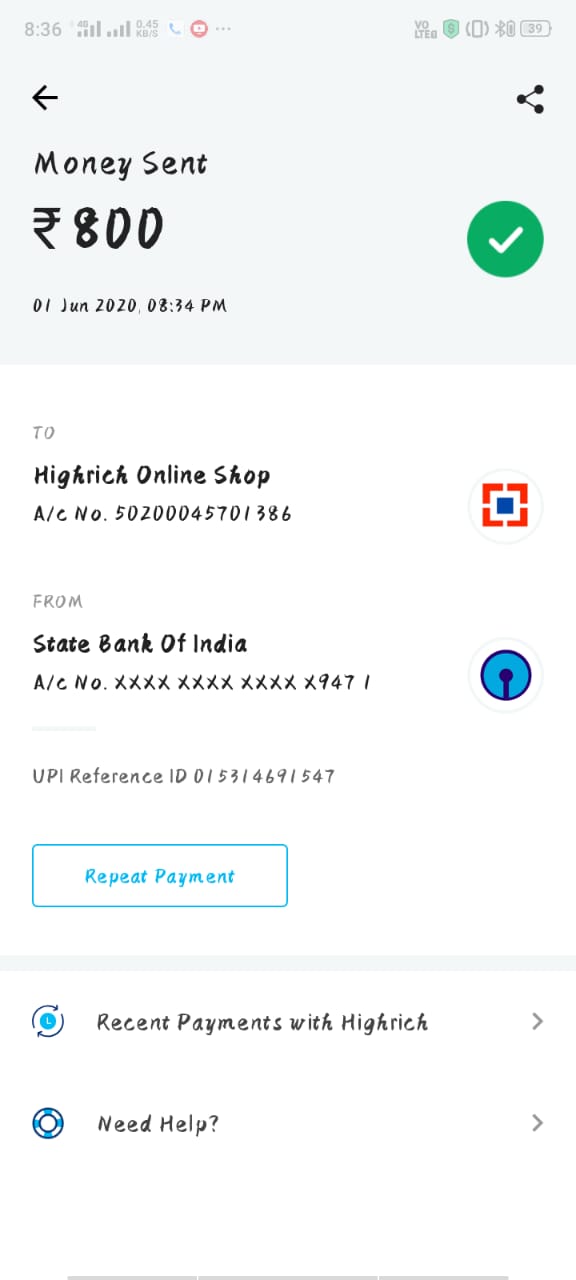 8:36 4G 0.45 KB/S ... VO LTE 39
Money Sent
₹800
01 Jun 2020, 08:34 PM
TO
Highrich Online Shop
A/c No. 50200045701386
FROM
State Bank Of India
A/c No. XXXX XXXX XXXX X947 1
UPI Reference ID 015314691547
Repeat Payment
Recent Payments with Highrich
Need Help?